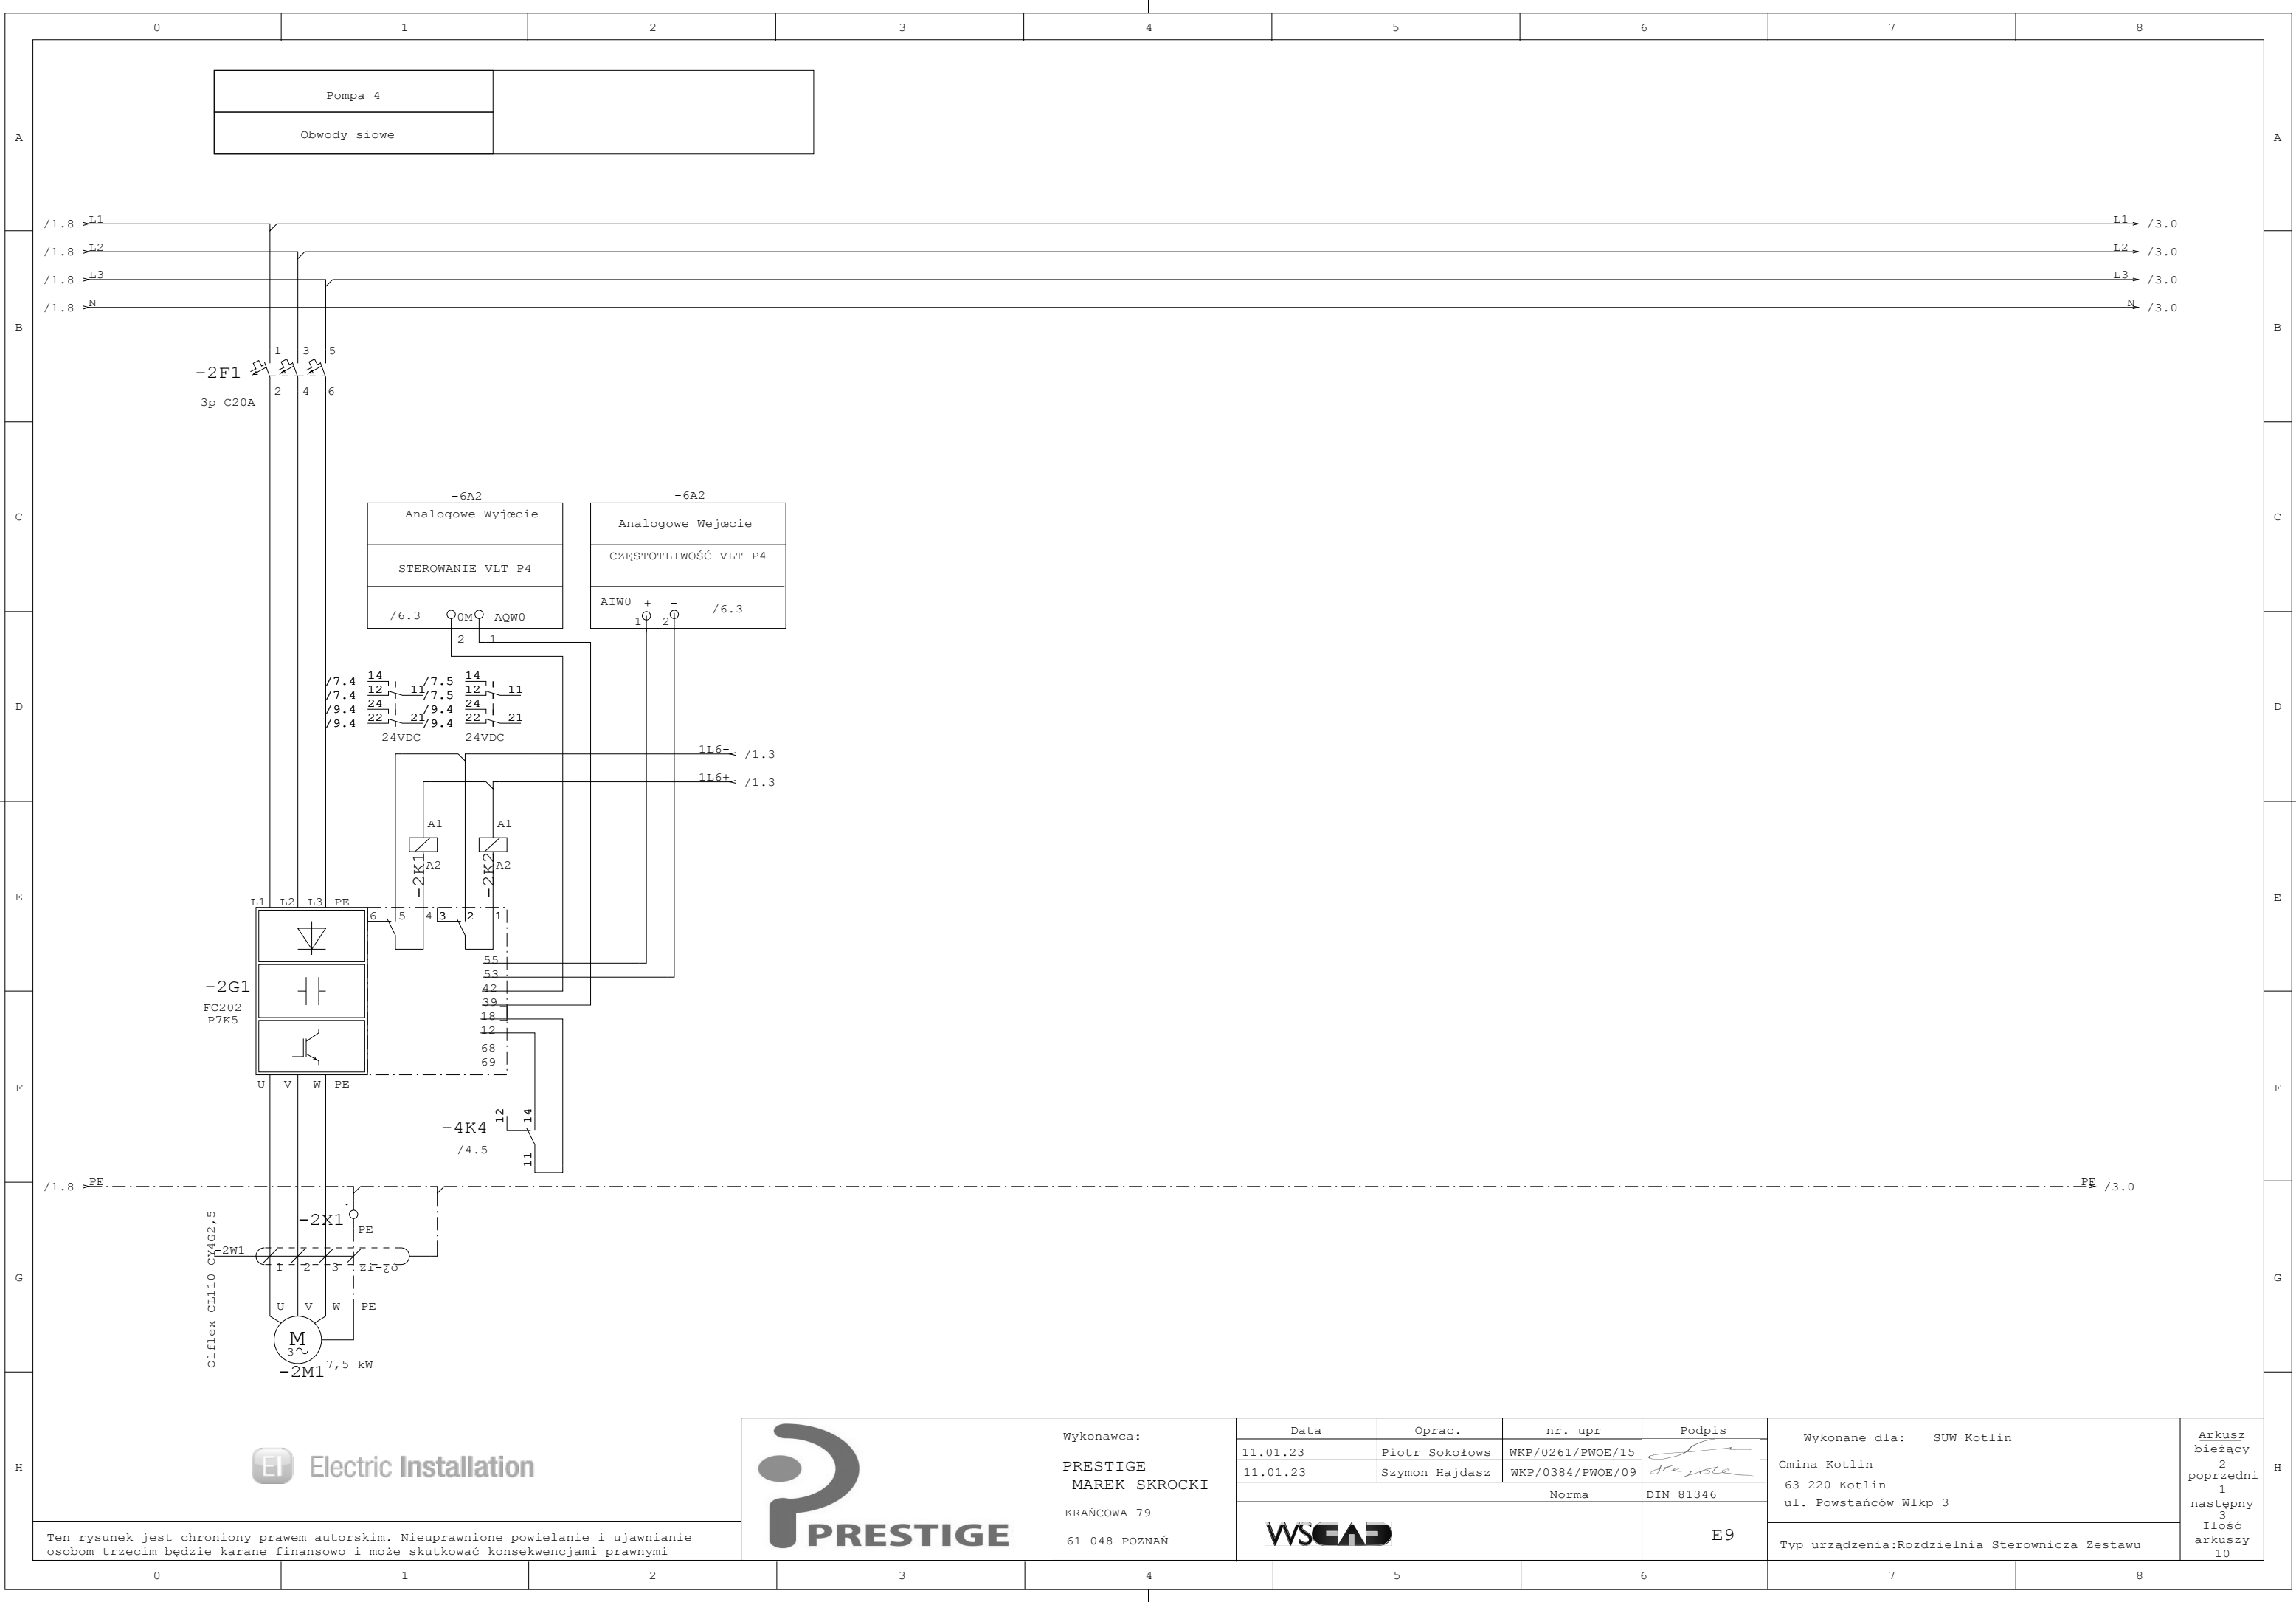 0 1 2 3 4 5 6 7 8
Pompa 4
Obwody siowe
A A
/1.8 L1 L1 /3.0
/1.8 L2 L2 /3.0
/1.8 L3 L3 /3.0
/1.8 N N /3.0
B B
1 3 5
-2F1
2 4 6
3p C20A
-6A2 -6A2
C C
Analogowe Wyjœcie
Analogowe Wejœcie
STEROWANIE VLT P4
CZĘSTOTLIWOŚĆ VLT P4
/6.3 0M AQW0
AIW0 + - /6.3
1 2
2 1
/7.4 14 /7.5 14
/7.4 12 11 /7.5 12 11
/9.4 24 /9.4 24
/9.4 22 21 /9.4 22 21
D D
24VDC 24VDC
1L6- /1.3
1L6+ /1.3
A1 A1
-2K1 A2 -2K2 A2
E E
L1 L2 L3 PE
6 5 4 3 2 1
55
53
42
39
18
12
68
69
-2G1
FC202
P7K5
U V W PE
F F
12 14
-4K4
/4.5
11
/1.8 PE PE /3.0
-2X1
PE
-2W1
Olflex CL110 CY4G2,5
1 2 3 zi-¿ó
G G
U V W PE
M
3
-2M1
7,5 kW
H H
EI Electric Installation
Ten rysunek jest chroniony prawem autorskim. Nieuprawnione powielanie i ujawnianie
osobom trzecim będzie karane finansowo i może skutkować konsekwencjami prawnymi
PRESTIGE
Wykonawca:
PRESTIGE
MAREK SKROCKI
KRAŃCOWA 79
61-048 POZNAŃ
Data Oprac. nr. upr Podpis
11.01.23 Piotr Sokołows WKP/0261/PWOE/15
11.01.23 Szymon Hajdasz WKP/0384/PWOE/09
Norma DIN 81346
WSCAD
E9
Wykonane dla: SUW Kotlin
Gmina Kotlin
63-220 Kotlin
ul. Powstańców Wlkp 3
Typ urządzenia:Rozdzielnia Sterownicza Zestawu
Arkusz
bieżący
2
poprzedni
1
następny
3
Ilość
arkuszy
10
0 1 2 3 4 5 6 7 8